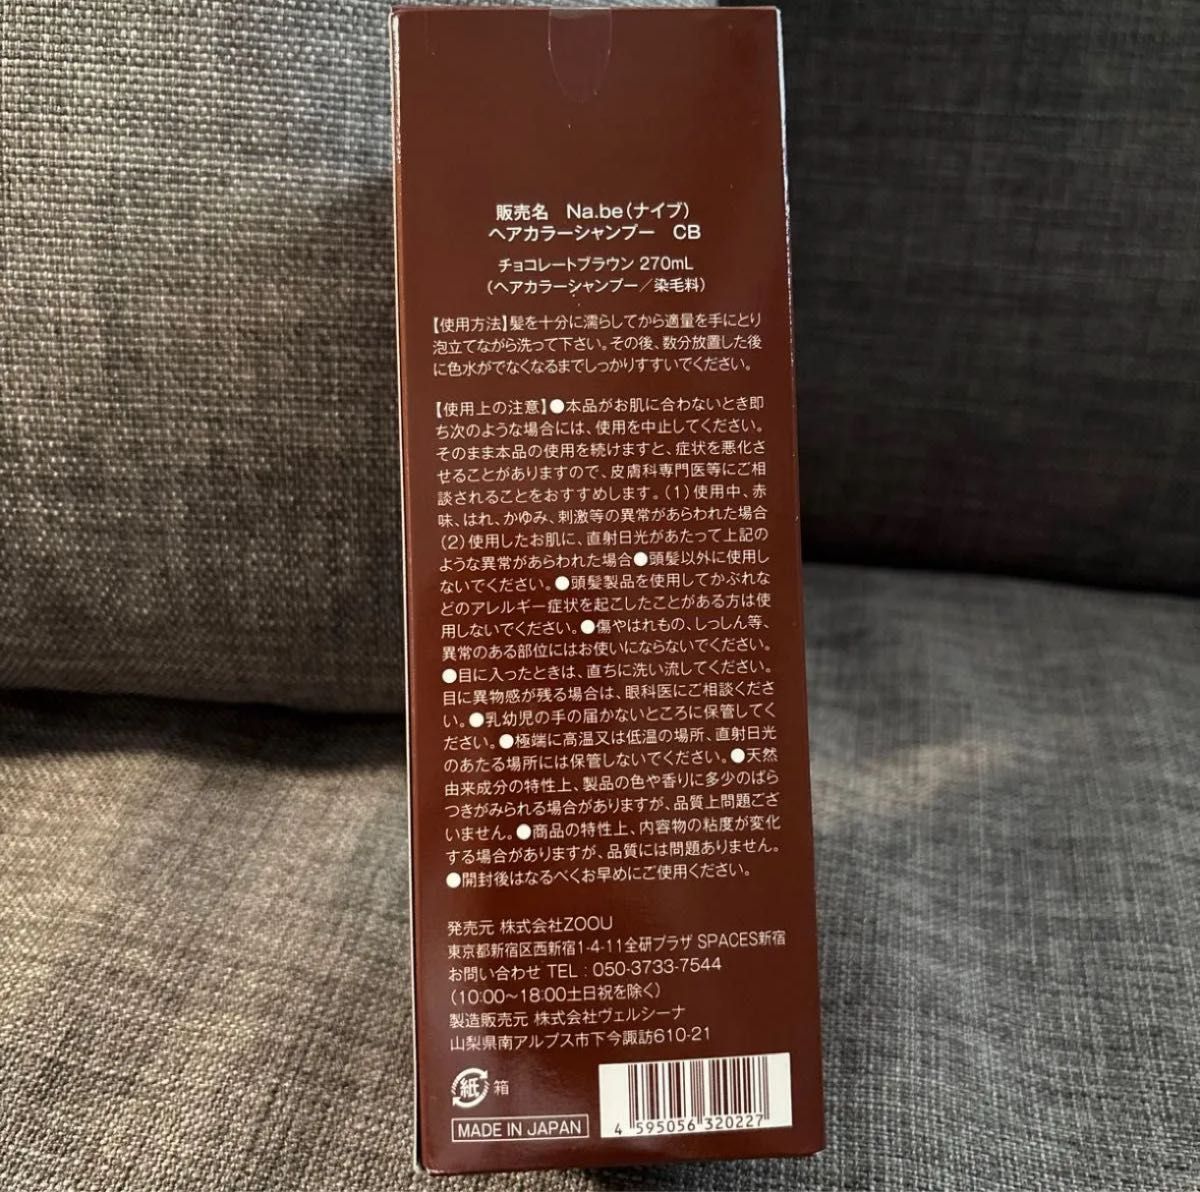 販売名 Na.be(ナイブ)
ヘアカラーシャンプー CB
チョコレートブラウン 270mL
(ヘアカラーシャンプー/染毛料)
【使用方法】髪を十分に濡らしてから適量を手にとり
泡立てながら洗って下さい。その後、数分放置した後
に色水がでなくなるまでしっかりすすいでください。
【使用上の注意】●本品がお肌に合わないとき即
ち次のような場合には、使用を中止してください。
そのまま本品の使用を続けますと、症状を悪化さ
せることがありますので、皮膚科専門医等にご相
談されることをおすすめします。(1)使用中、赤
味、はれ、かゆみ、刺激等の異常があらわれた場合
(2)使用したお肌に、直射日光があたって上記の
ような異常があらわれた場合●頭髪以外に使用し
ないでください。●頭髪製品を使用してかぶれな
どのアレルギー症状を起こしたことがある方は使
用しないでください。●傷やはれもの、しっしん等、
異常のある部位にはお使いにならないでください。
●目に入ったときは、直ちに洗い流してください。
目に異物感が残る場合は、眼科医にご相談くださ
い。●乳幼児の手の届かないところに保管してく
ださい。●極端に高温又は低温の場所、直射日光
のあたる場所には保管しないでください。●天然
由来成分の特性上、製品の色や香りに多少のばら
つきがみられる場合がありますが、品質上問題ござ
いません。●商品の特性上、内容物の粘度が変化
する場合がありますが、品質には問題ありません。
●開封後はなるべくお早めにご使用ください。
発売元 株式会社ZOOU
東京都新宿区西新宿1-4-11全研プラザ SPACES新宿
お問い合わせ TEL : 050-3733-7544
(10:00〜18:00土日祝を除く)
製造販売元 株式会社ヴェルシーナ
山梨県南アルプス市下今諏訪610-21
紙 箱
MADE IN JAPAN
4 595056 320227